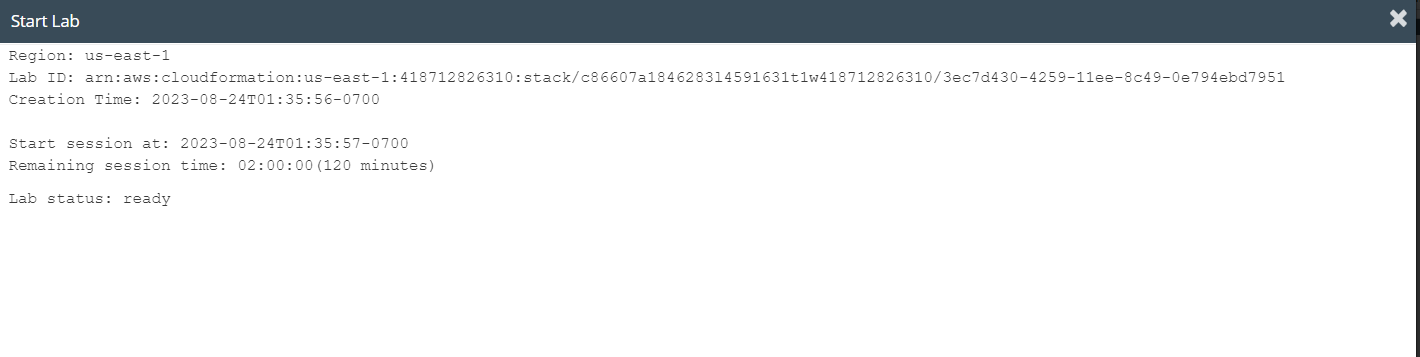 Start Lab
Region: us-east-1
Lab ID: arn:aws:cloudformation:us-east-1:418712826310:stack/c86607a184628314591631t1w418712826310/3ec7d430-4259-11ee-8c49-0e794ebd7951
Creation Time: 2023-08-24T01:35:56-0700
Start session at: 2023-08-24T01:35:57-0700
Remaining session time: 02:00:00(120 minutes)
Lab status: ready